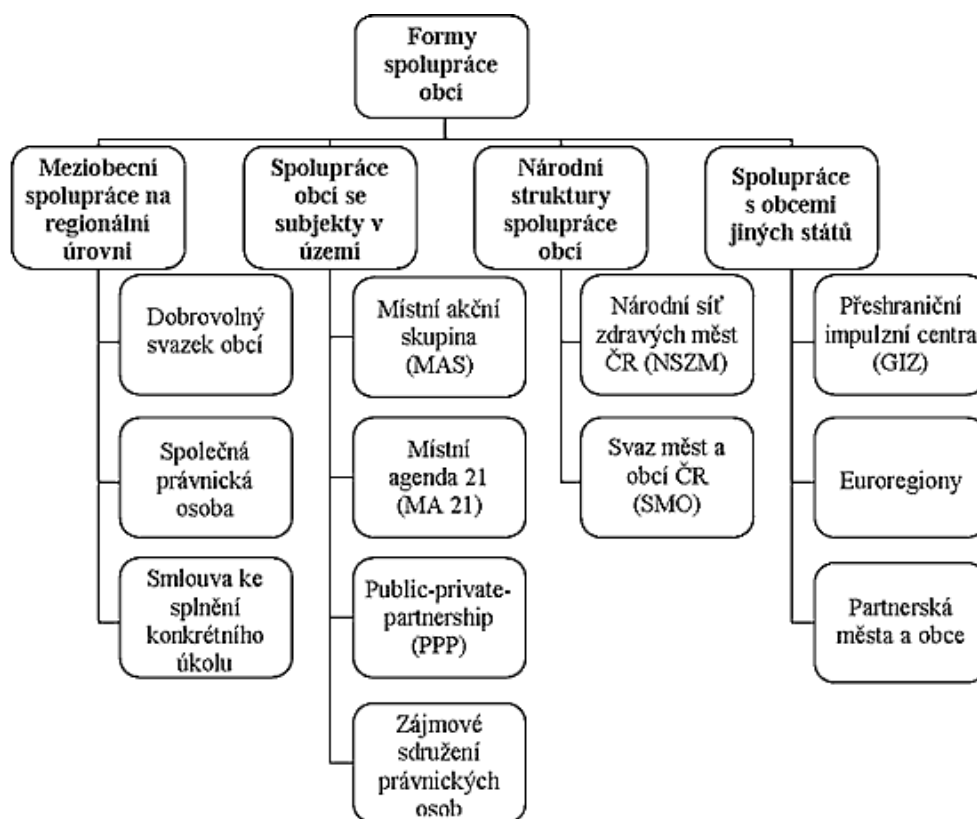 Formy
spolupráce
obcí
Meziobecní
spolupráce na
regionální
úrovni
Dobrovolný
svazek obcí
Společná
právnická
osoba
Smlouva ke
splnění
konkrétního
úkolu
Spolupráce
obcí se
subjekty v
území
Místní akční
skupina
(MAS)
Místní
agenda 21
(MA 21)
Public-private-
partnership
(PPP)
Zájmové
sdružení
právnických
osob
Národní
struktury
spolupráce
obcí
Národní síť
zdravých měst
ČR (NSZM)
Svaz měst a
obcí ČR
(SMO)
Spolupráce
s obcemi
jiných států
Přeshraniční
impulzní centra
(GIZ)
Euroregiony
Partnerská
města a obce